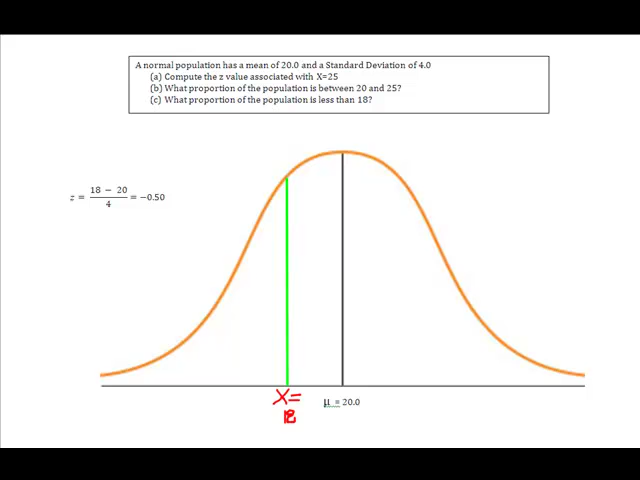 A normal population has a mean of 20.0 and a Standard Deviation of 4.0
(a) Compute the z value associated with X=25
(b) What proportion of the population is between 20 and 25?
(c) What proportion of the population is less than 18?
z = (18 − 20)/4 = −0.50
X=
18
μ = 20.0